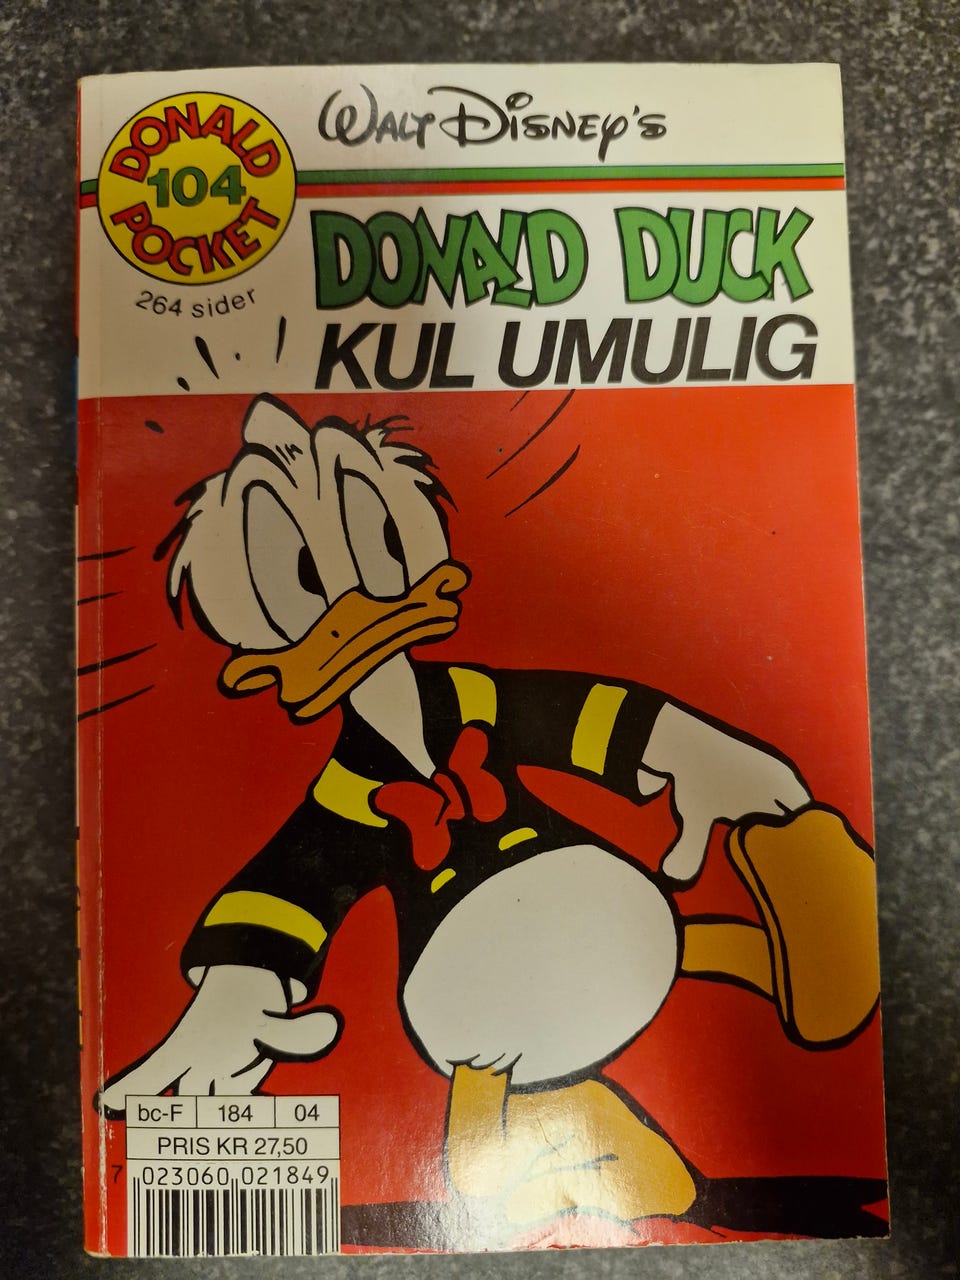 DONALD
104
POCKET
264 sider
WALT DISNEY'S
DONALD DUCK
KUL UMULIG
bc-F 184 04
PRIS KR 27,50
7 023060 021849